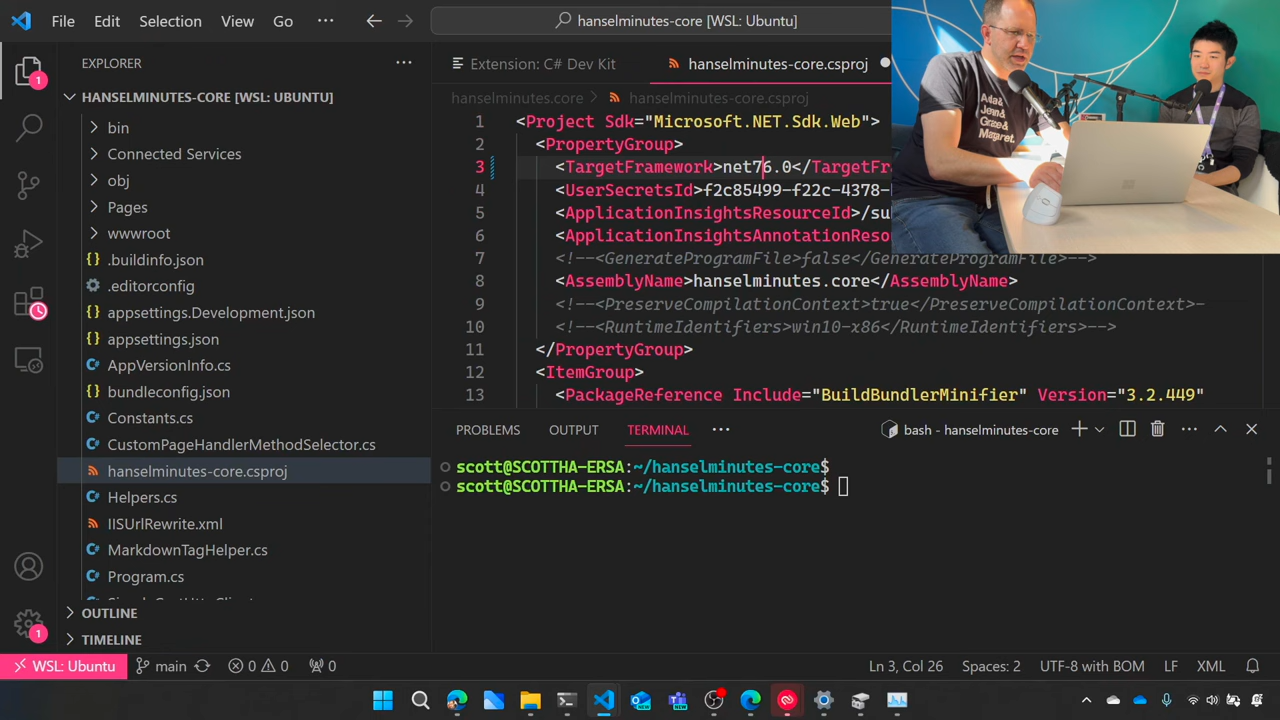 File Edit Selection View Go ··· hanselminutes-core [WSL: Ubuntu]
EXPLORER ···
HANSELMINUTES-CORE [WSL: UBUNTU]
bin
Connected Services
obj
Pages
wwwroot
.buildinfo.json
.editorconfig
appsettings.Development.json
appsettings.json
AppVersionInfo.cs
bundleconfig.json
Constants.cs
CustomPageHandlerMethodSelector.cs
hanselminutes-core.csproj
Helpers.cs
IISUrlRewrite.xml
MarkdownTagHelper.cs
Program.cs
OUTLINE
TIMELINE
1
1
Extension: C# Dev Kit hanselminutes-core.csproj
hanselminutes.core > hanselminutes-core.csproj
1 <Project Sdk="Microsoft.NET.Sdk.Web">
2 <PropertyGroup>
3 <TargetFramework>net76.0</TargetFra
4 <UserSecretsId>f2c85499-f22c-4378-
5 <ApplicationInsightsResourceId>/su
6 <ApplicationInsightsAnnotationReso
7 <!--<GenerateProgramFile>false</GenerateProgramFile>-->
8 <AssemblyName>hanselminutes.core</AssemblyName>
9 <!--<PreserveCompilationContext>true</PreserveCompilationContext>-
10 <!--<RuntimeIdentifiers>win10-x86</RuntimeIdentifiers>-->
11 </PropertyGroup>
12 <ItemGroup>
13 <PackageReference Include="BuildBundlerMinifier" Version="3.2.449"
Ada&
Jean&
Grace&
Margaret.
PROBLEMS OUTPUT TERMINAL ··· bash - hanselminutes-core
scott@SCOTTHA-ERSA:~/hanselminutes-core$
scott@SCOTTHA-ERSA:~/hanselminutes-core$
WSL: Ubuntu main 0 0 0 Ln 3, Col 26 Spaces: 2 UTF-8 with BOM LF XML